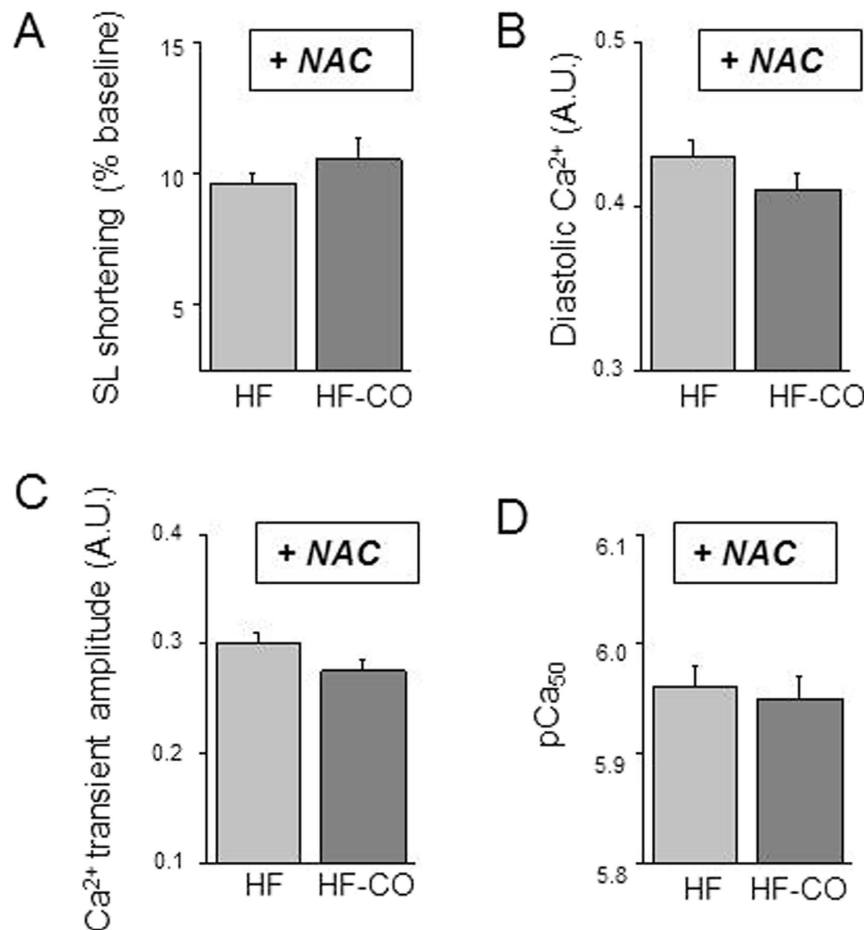 A
SL shortening (% baseline)
15
10
5
+ NAC
HF
HF-CO
B
Diastolic Ca²⁺ (A.U.)
0.5
0.4
0.3
+ NAC
HF
HF-CO
C
Ca²⁺ transient amplitude (A.U.)
0.4
0.3
0.2
0.1
+ NAC
HF
HF-CO
D
pCa₅₀
6.1
6.0
5.9
5.8
+ NAC
HF
HF-CO